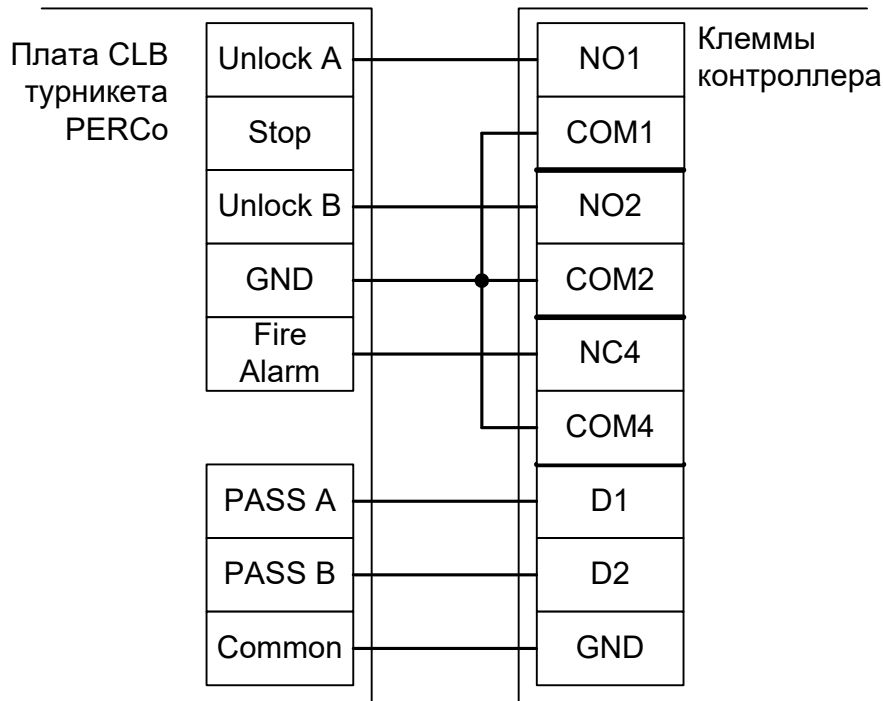 Плата CLB
турникета
PERCo
Unlock A
Stop
Unlock B
GND
Fire
Alarm
PASS A
PASS B
Common
NO1
COM1
NO2
COM2
NC4
COM4
D1
D2
GND
Клеммы
контроллера